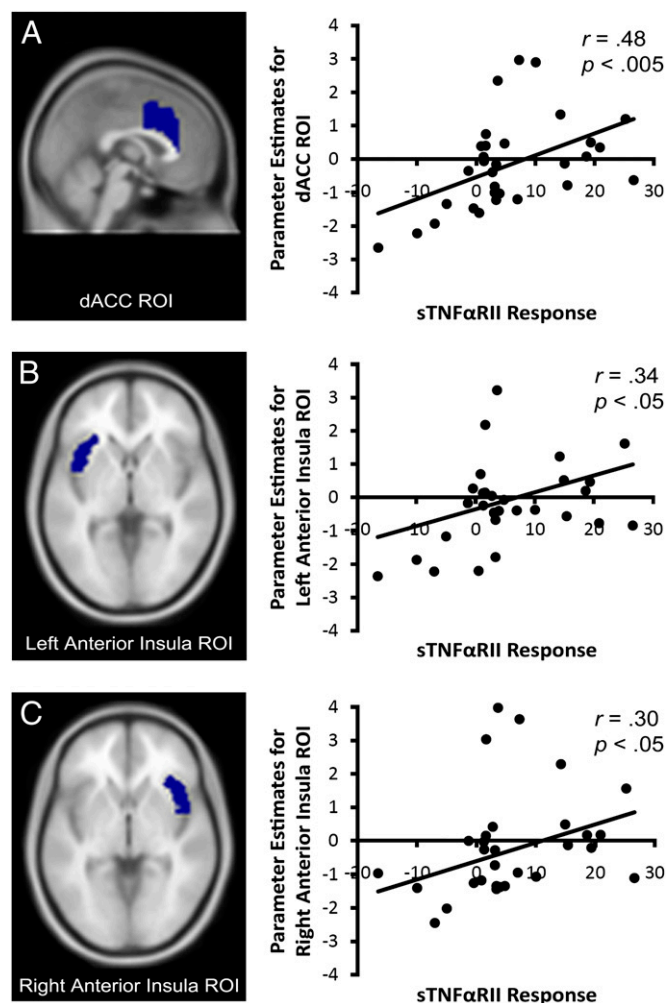 A
dACC ROI
Parameter Estimates for
dACC ROI
r = .48
p < .005
4
3
2
1
0
-1
-2
-3
-4
-20 -10 0 10 20 30
sTNFαRII Response
B
Left Anterior Insula ROI
Parameter Estimates for
Left Anterior Insula ROI
r = .34
p < .05
4
3
2
1
0
-1
-2
-3
-4
-20 -10 0 10 20 30
sTNFαRII Response
C
Right Anterior Insula ROI
Parameter Estimates for
Right Anterior Insula ROI
r = .30
p < .05
4
3
2
1
0
-1
-2
-3
-4
-20 -10 0 10 20 30
sTNFαRII Response